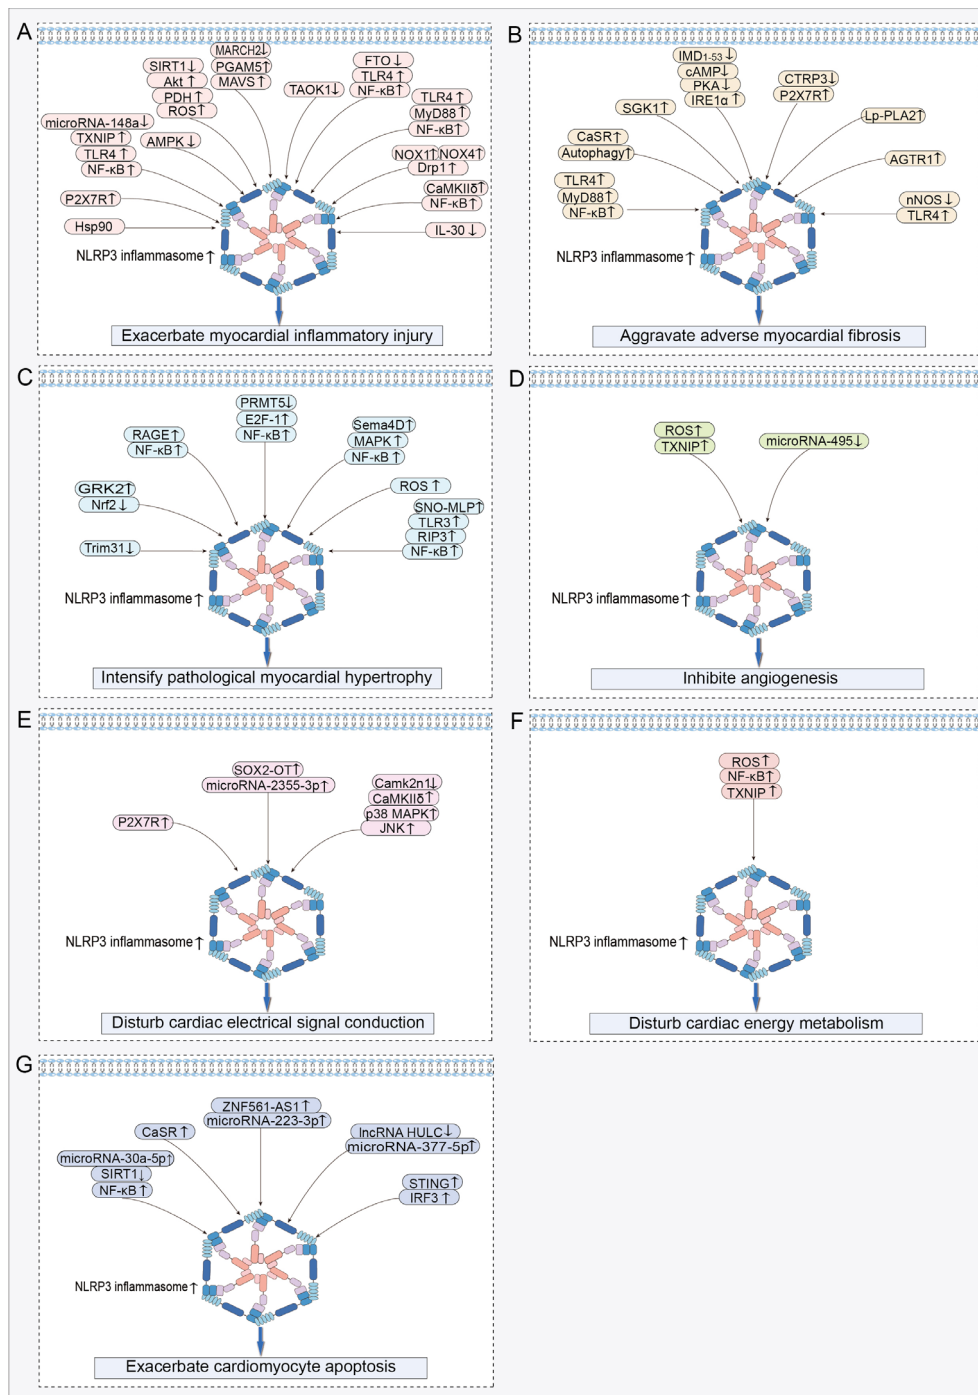 A
MARCH2↓
PGAM5↑
MAVS↑
SIRT1↓
Akt↑
PDH↑
ROS↑
FTO↓
TLR4↑
NF-κB↑
TAOK1↓
TLR4↑
MyD88↑
NF-κB↑
microRNA-148a↓
TXNIP↑
TLR4↑
NF-κB↑
AMPK↓
NOX1↑NOX4↑
Drp1↑
P2X7R↑
CaMKIIδ↑
NF-κB↑
Hsp90
IL-30↓
NLRP3 inflammasome↑
Exacerbate myocardial inflammatory injury
B
IMD1-53↓
cAMP↓
PKA↓
IRE1α↑
CTRP3↓
P2X7R↑
SGK1↑
Lp-PLA2↑
CaSR↑
Autophagy↑
AGTR1↑
TLR4↑
MyD88↑
NF-κB↑
nNOS↓
TLR4↑
NLRP3 inflammasome↑
Aggravate adverse myocardial fibrosis
C
PRMT5↓
E2F-1↑
NF-κB↑
RAGE↑
NF-κB↑
Sema4D↑
MAPK↑
NF-κB↑
GRK2↑
Nrf2↓
ROS↑
SNO-MLP↑
TLR3↑
RIP3↑
NF-κB↑
Trim31↓
NLRP3 inflammasome↑
Intensify pathological myocardial hypertrophy
D
ROS↑
TXNIP↑
microRNA-495↓
NLRP3 inflammasome↑
Inhibite angiogenesis
E
SOX2-OT↑
microRNA-2355-3p↑
Camk2n1↓
CaMKIIδ↑
p38 MAPK↑
JNK↑
P2X7R↑
NLRP3 inflammasome↑
Disturb cardiac electrical signal conduction
F
ROS↑
NF-κB↑
TXNIP↑
NLRP3 inflammasome↑
Disturb cardiac energy metabolism
G
ZNF561-AS1↑
microRNA-223-3p↑
CaSR↑
lncRNA HULC↓
microRNA-377-5p↑
microRNA-30a-5p↑
SIRT1↓
NF-κB↑
STING↑
IRF3↑
NLRP3 inflammasome↑
Exacerbate cardiomyocyte apoptosis